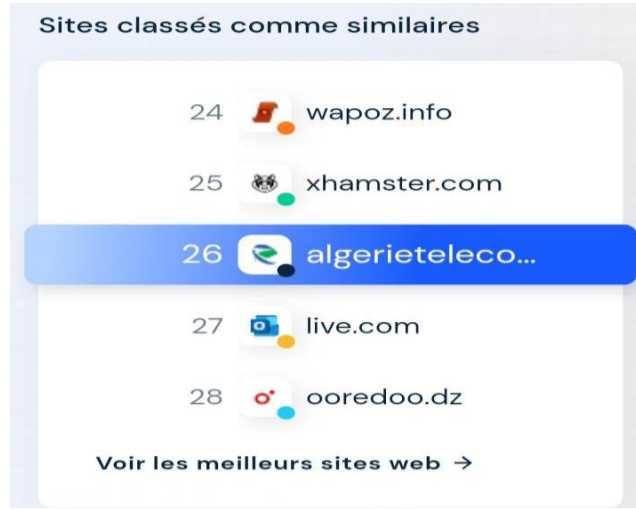 Sites classés comme similaires
24 wapoz.info
25 xhamster.com
26 algerieteleco...
27 live.com
28 ooredoo.dz
Voir les meilleurs sites web →